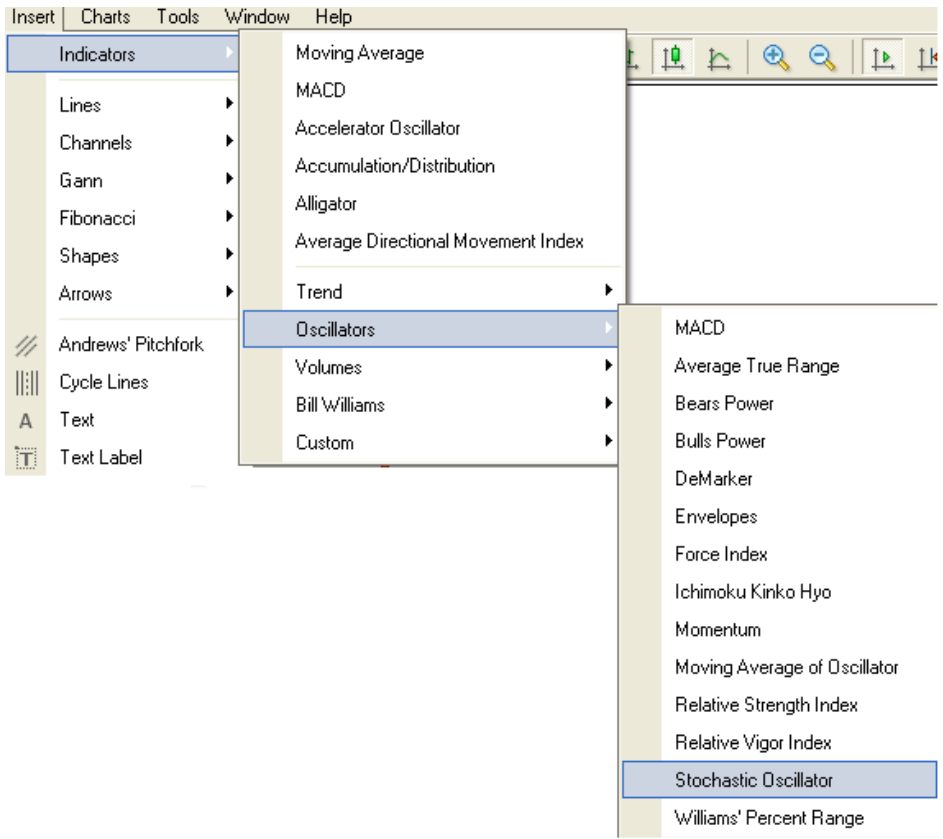 Insert Charts Tools Window Help
Indicators
Lines
Channels
Gann
Fibonacci
Shapes
Arrows
Andrews' Pitchfork
Cycle Lines
A Text
T Text Label
Moving Average
MACD
Accelerator Oscillator
Accumulation/Distribution
Alligator
Average Directional Movement Index
Trend
Oscillators
Volumes
Bill Williams
Custom
MACD
Average True Range
Bears Power
Bulls Power
DeMarker
Envelopes
Force Index
Ichimoku Kinko Hyo
Momentum
Moving Average of Oscillator
Relative Strength Index
Relative Vigor Index
Stochastic Oscillator
Williams' Percent Range